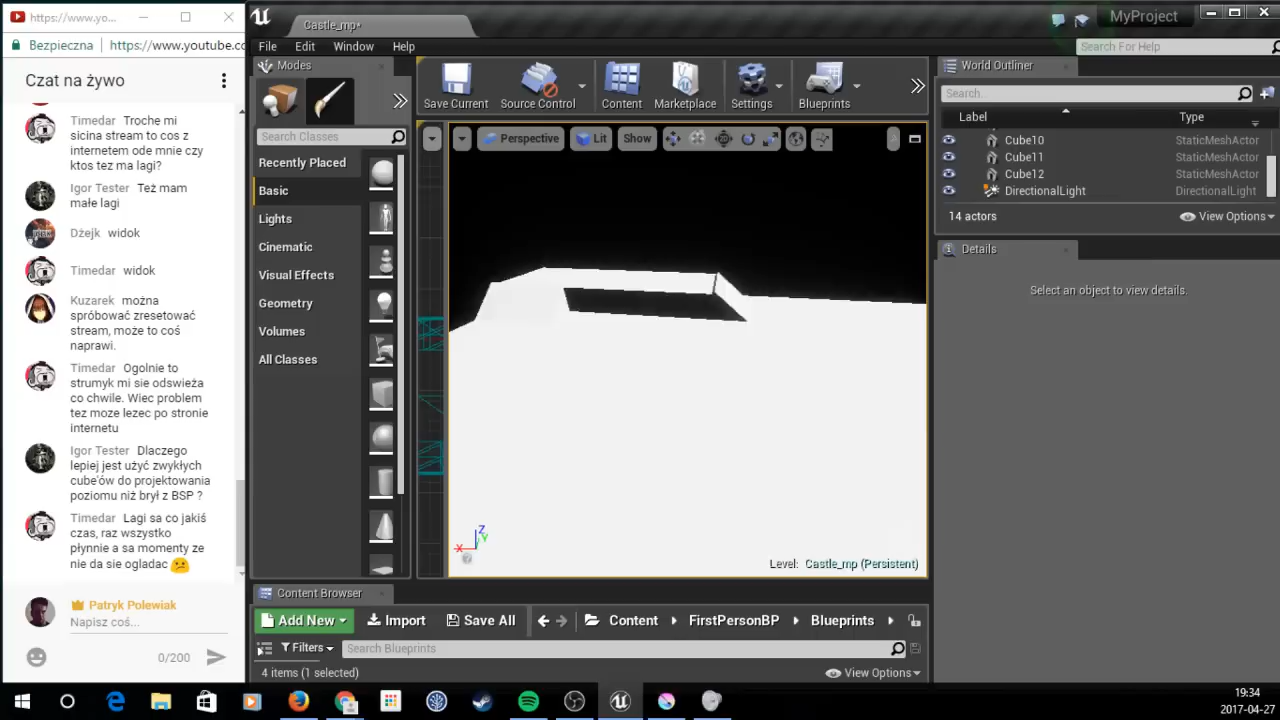 https://www.yo...
Bezpieczna
https://www.youtube.co
Czat na żywo
Timedar Troche mi
sicina stream to cos z
internetem ode mnie czy
ktos tez ma lagi?
Igor Tester Też mam
małe lagi
Dżejk widok
Timedar widok
Kuzarek można
spróbować zresetować
stream, może to coś
naprawi.
Timedar Ogolnie to
strumyk mi sie odswieża
co chwile. Wiec problem
tez moze lezec po stronie
internetu
Igor Tester Dlaczego
lepiej jest użyć zwykłych
cube'ów do projektowania
poziomu niż brył z BSP ?
Timedar Lagi sa co jakiś
czas, raz wszystko
płynnie a sa momenty ze
nie da sie ogladac
Patryk Polewiak
Napisz coś...
0/200
Castle_mp*
MyProject
File Edit Window Help
Search For Help
Modes
Search Classes
Recently Placed
Basic
Lights
Cinematic
Visual Effects
Geometry
Volumes
All Classes
Save Current
Source Control
Content
Marketplace
Settings
Blueprints
Perspective
Lit
Show
Z
Y
X
Level: Castle_mp (Persistent)
World Outliner
Search...
Label Type
Cube10 StaticMeshActor
Cube11 StaticMeshActor
Cube12 StaticMeshActor
DirectionalLight DirectionalLight
14 actors
View Options
Details
Select an object to view details.
Content Browser
Add New
Import
Save All
Content
FirstPersonBP
Blueprints
Filters
Search Blueprints
4 items (1 selected)
View Options
19:34
2017-04-27